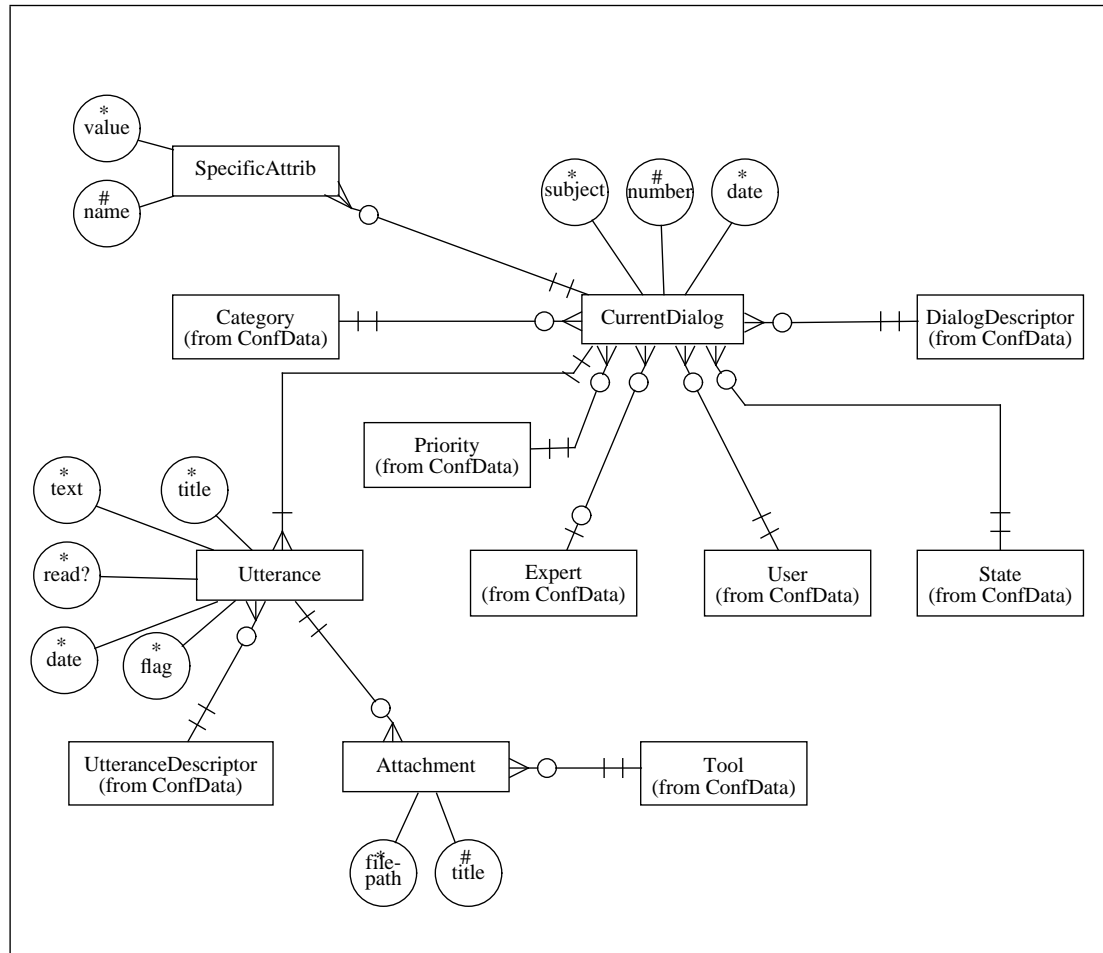 *
value
#
name
SpecificAttrib
*
subject
#
number
*
date
Category
(from ConfData)
CurrentDialog
DialogDescriptor
(from ConfData)
Priority
(from ConfData)
*
text
*
title
*
read?
Utterance
*
date
*
flag
Expert
(from ConfData)
User
(from ConfData)
State
(from ConfData)
UtteranceDescriptor
(from ConfData)
Attachment
Tool
(from ConfData)
*
file-
path
#
title